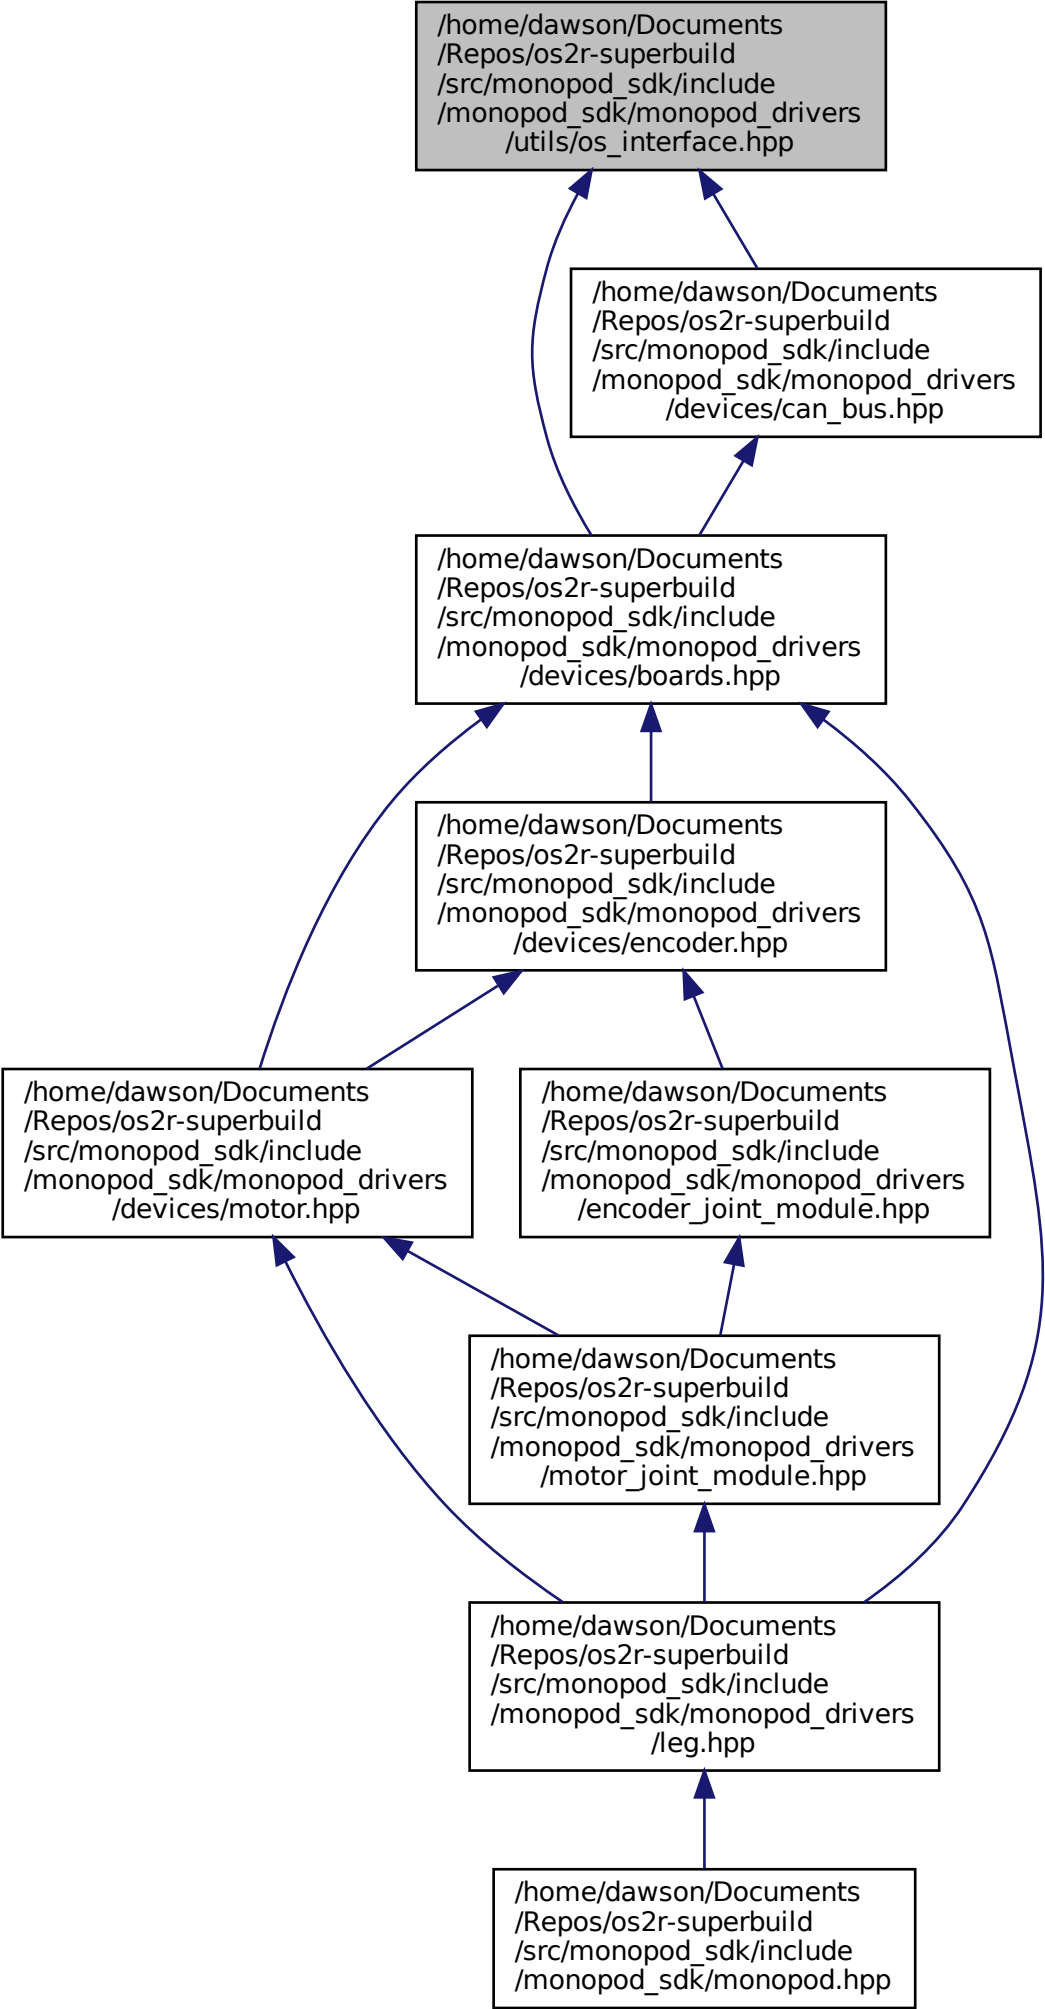 /home/dawson/Documents
/Repos/os2r-superbuild
/src/monopod_sdk/include
/monopod_sdk/monopod_drivers
/utils/os_interface.hpp
/home/dawson/Documents
/Repos/os2r-superbuild
/src/monopod_sdk/include
/monopod_sdk/monopod_drivers
/devices/can_bus.hpp
/home/dawson/Documents
/Repos/os2r-superbuild
/src/monopod_sdk/include
/monopod_sdk/monopod_drivers
/devices/boards.hpp
/home/dawson/Documents
/Repos/os2r-superbuild
/src/monopod_sdk/include
/monopod_sdk/monopod_drivers
/devices/encoder.hpp
/home/dawson/Documents
/Repos/os2r-superbuild
/src/monopod_sdk/include
/monopod_sdk/monopod_drivers
/devices/motor.hpp
/home/dawson/Documents
/Repos/os2r-superbuild
/src/monopod_sdk/include
/monopod_sdk/monopod_drivers
/encoder_joint_module.hpp
/home/dawson/Documents
/Repos/os2r-superbuild
/src/monopod_sdk/include
/monopod_sdk/monopod_drivers
/motor_joint_module.hpp
/home/dawson/Documents
/Repos/os2r-superbuild
/src/monopod_sdk/include
/monopod_sdk/monopod_drivers
/leg.hpp
/home/dawson/Documents
/Repos/os2r-superbuild
/src/monopod_sdk/include
/monopod_sdk/monopod.hpp